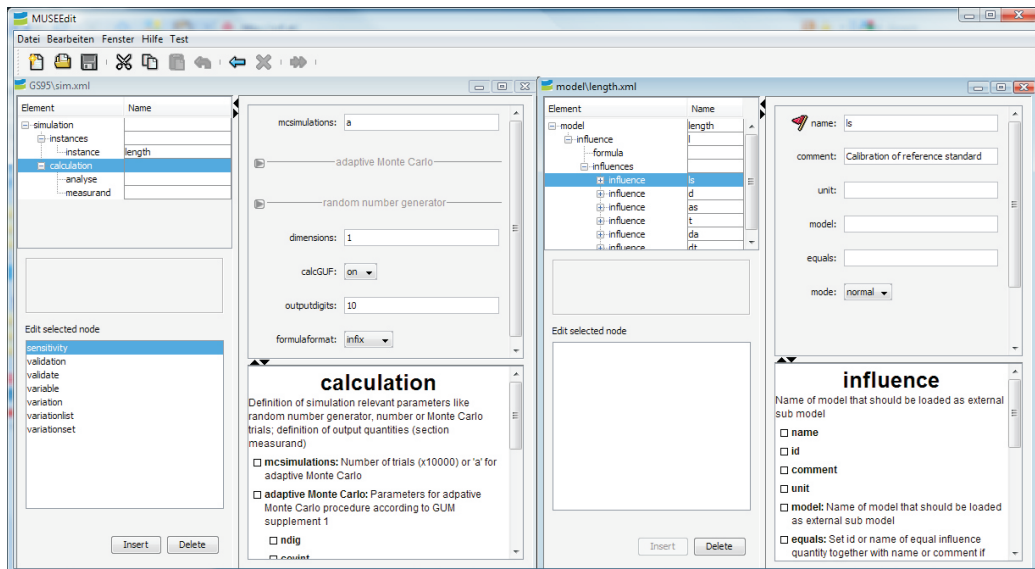 MUSEEdit
Datei Bearbeiten Fenster Hilfe Test
GS95\sim.xml
Element Name
simulation
instances
instance length
calculation
analyse
measurand
Edit selected node
sensitivity
validation
validate
variable
variation
variationlist
variationset
Insert Delete
mcsimulations: a
adaptive Monte Carlo
random number generator
dimensions: 1
calcGUF: on
outputdigits: 10
formulaformat: infix
calculation
Definition of simulation relevant parameters like
random number generator, number or Monte Carlo
trials; definition of output quantities (section
measurand)
mcsimulations: Number of trials (x10000) or 'a' for
adaptive Monte Carlo
adaptive Monte Carlo: Parameters for adpative
Monte Carlo procedure according to GUM
supplement 1
ndig
covint
model\length.xml
Element Name
model length
influence l
formula
influences
influence ls
influence d
influence as
influence t
influence da
influence dt
Edit selected node
Insert Delete
name: ls
comment: Calibration of reference standard
unit:
model:
equals:
mode: normal
influence
Name of model that should be loaded as external
sub model
name
id
comment
unit
model: Name of model that should be loaded
as external sub model
equals: Set id or name of equal influence
quantity together with name or comment if